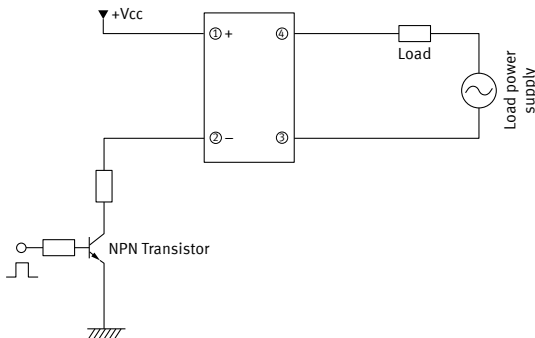 +Vcc
① +
④
Load
Load power
supply
② −
③
NPN Transistor